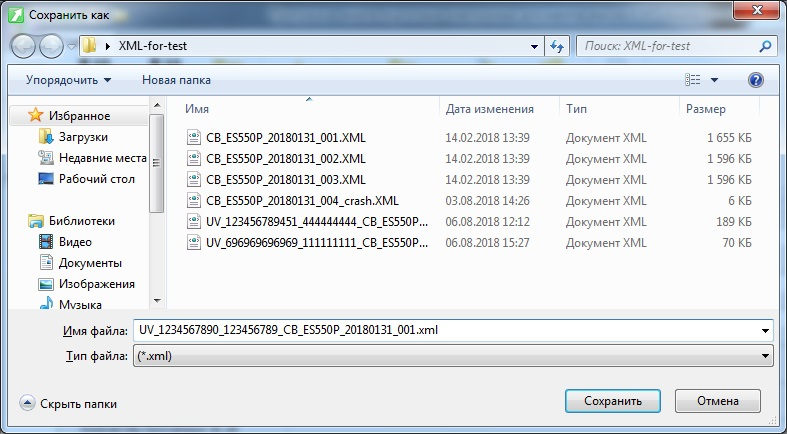 Сохранить как
XML-for-test
Поиск: XML-for-test
Упорядочить
Новая папка
Избранное
Загрузки
Недавние места
Рабочий стол
Библиотеки
Видео
Документы
Изображения
Музыка
Имя Дата изменения Тип Размер
CB_ES550P_20180131_001.XML 14.02.2018 13:39 Документ XML 1 655 КБ
CB_ES550P_20180131_002.XML 14.02.2018 13:39 Документ XML 1 596 КБ
CB_ES550P_20180131_003.XML 14.02.2018 13:39 Документ XML 1 596 КБ
CB_ES550P_20180131_004_crash.XML 03.08.2018 14:26 Документ XML 6 КБ
UV_123456789451_444444444_CB_ES550P... 06.08.2018 12:12 Документ XML 189 КБ
UV_696969696969_111111111_CB_ES550P... 06.08.2018 15:27 Документ XML 70 КБ
Имя файла: UV_1234567890_123456789_CB_ES550P_20180131_001.xml
Тип файла: (*.xml)
Скрыть папки
Сохранить
Отмена